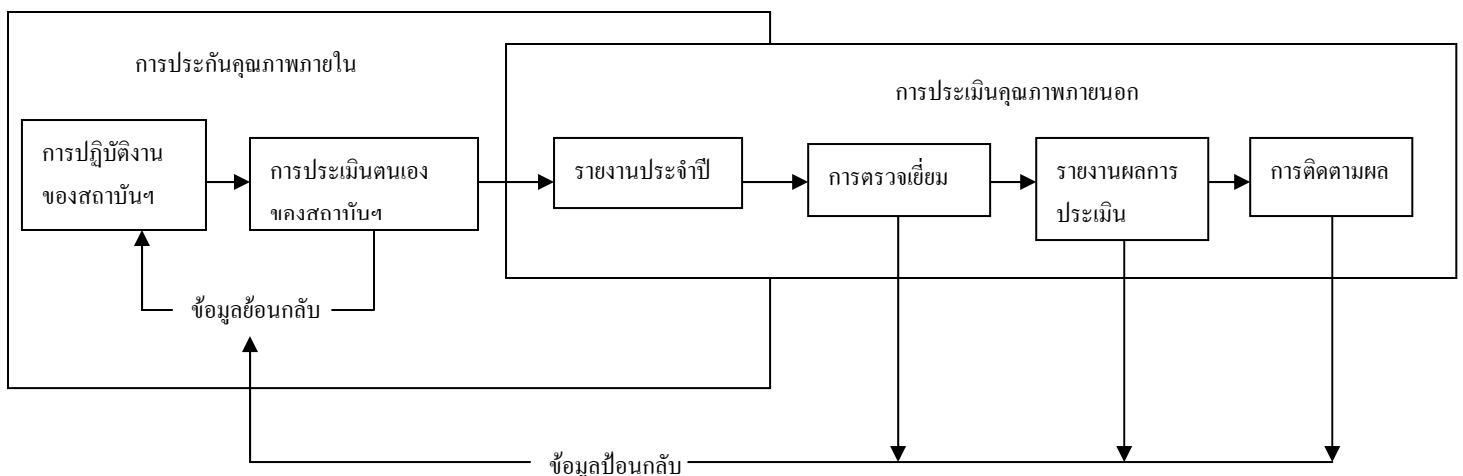 การประกันคุณภาพภายใน
การประเมินคุณภาพภายนอก
การปฏิบัติงาน
ของสถาบันฯ
การประเมินตนเอง
ของสถาบันฯ
รายงานประจำปี
การตรวจเยี่ยม
รายงานผลการ
ประเมิน
การติดตามผล
ข้อมูลย้อนกลับ
ข้อมูลป้อนกลับ